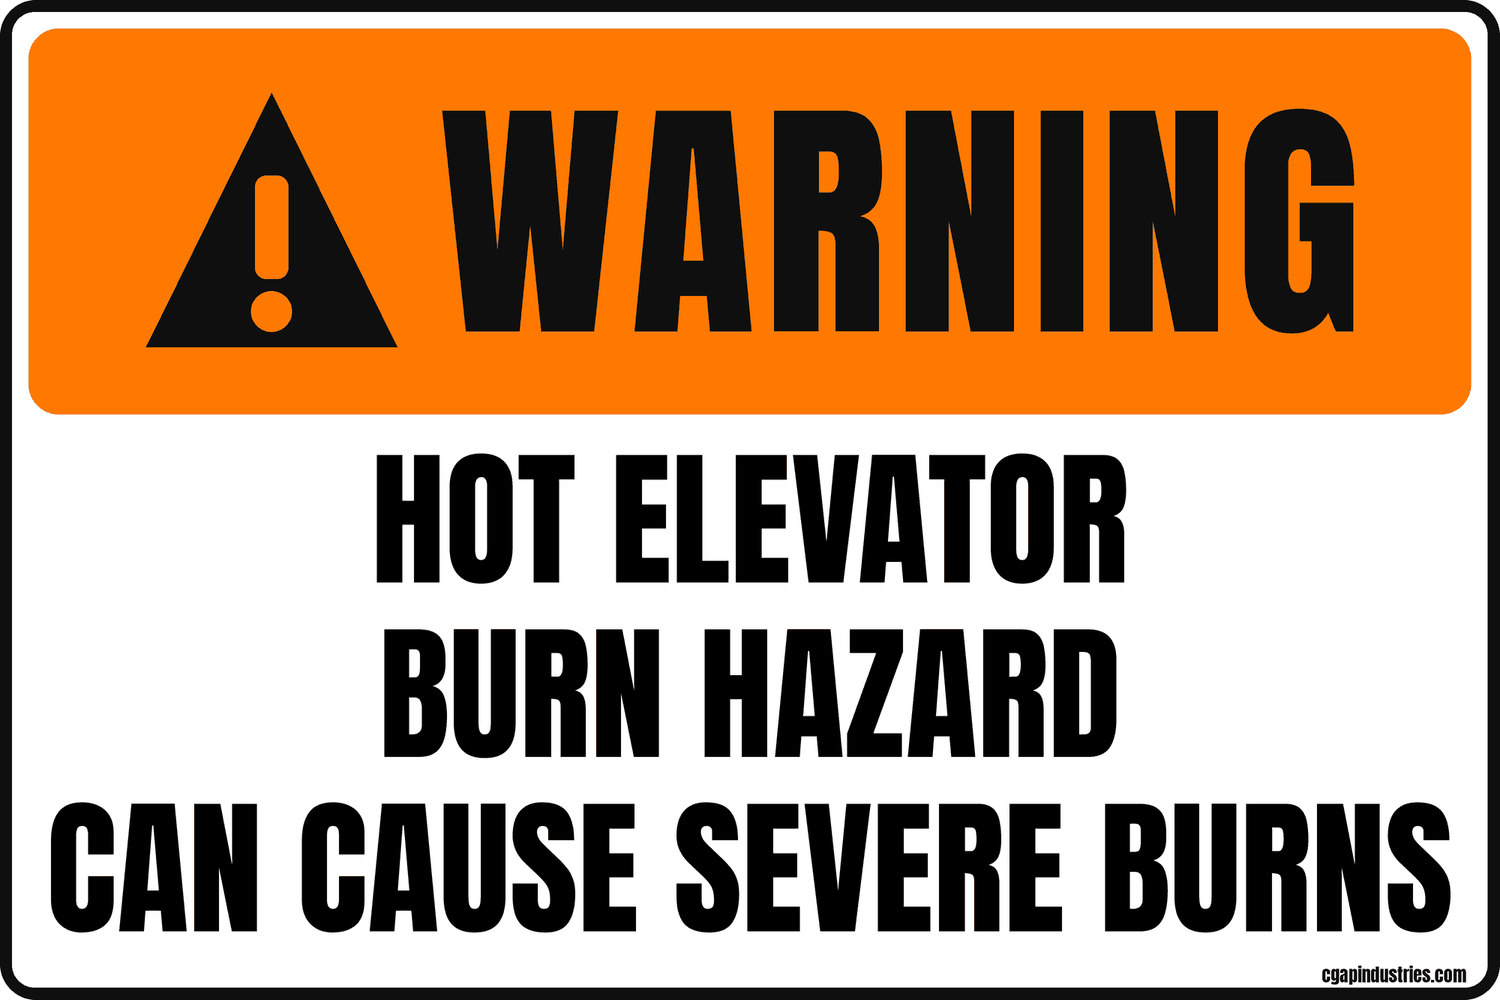 WARNING
HOT ELEVATOR
BURN HAZARD
CAN CAUSE SEVERE BURNS
cgapindustries.com